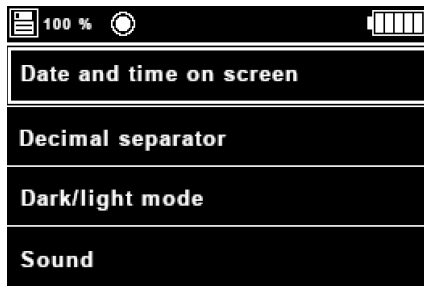 100 %
Date and time on screen
Decimal separator
Dark/light mode
Sound